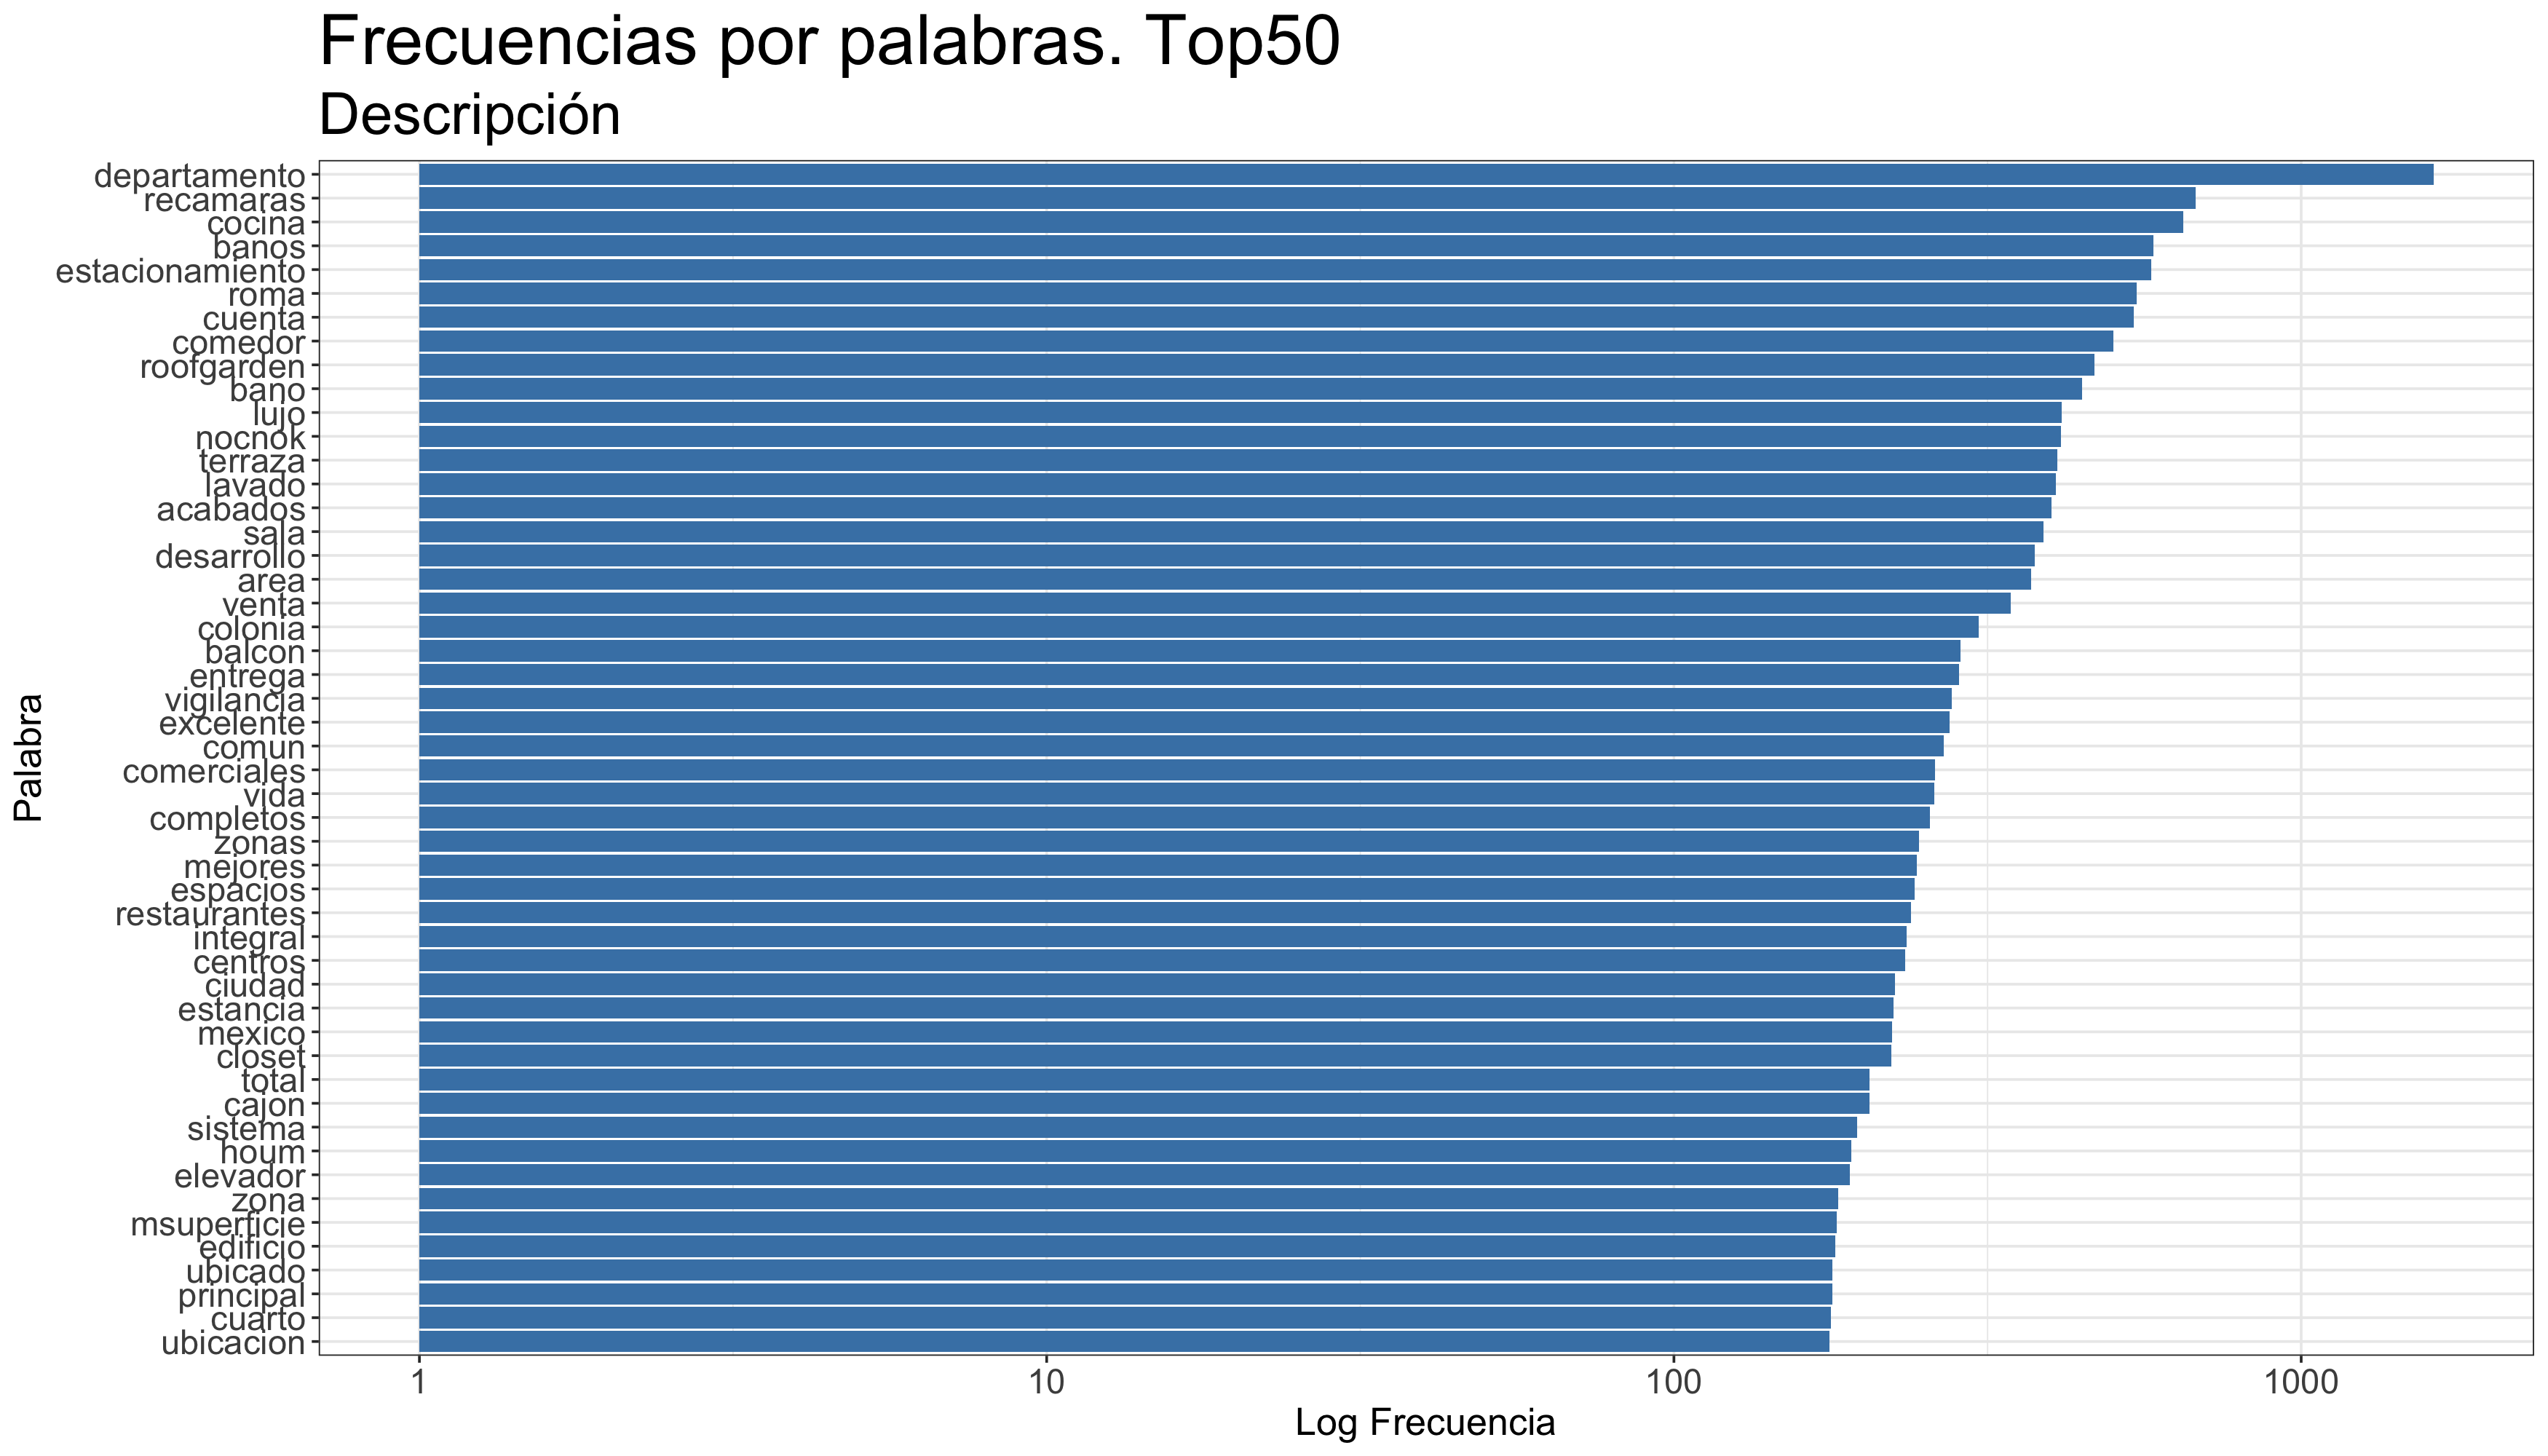 Frecuencias por palabras. Top50
Descripción
departamento
recamaras
cocina
banos
estacionamiento
roma
cuenta
comedor
roofgarden
bano
lujo
nocnok
terraza
lavado
acabados
sala
desarrollo
area
venta
colonia
balcon
entrega
vigilancia
excelente
comun
comerciales
vida
completos
zonas
mejores
espacios
restaurantes
integral
centros
ciudad
estancia
mexico
closet
total
cajon
sistema
houm
elevador
zona
msuperficie
edificio
ubicado
principal
cuarto
ubicacion
Palabra
1 10 100 1000
Log Frecuencia